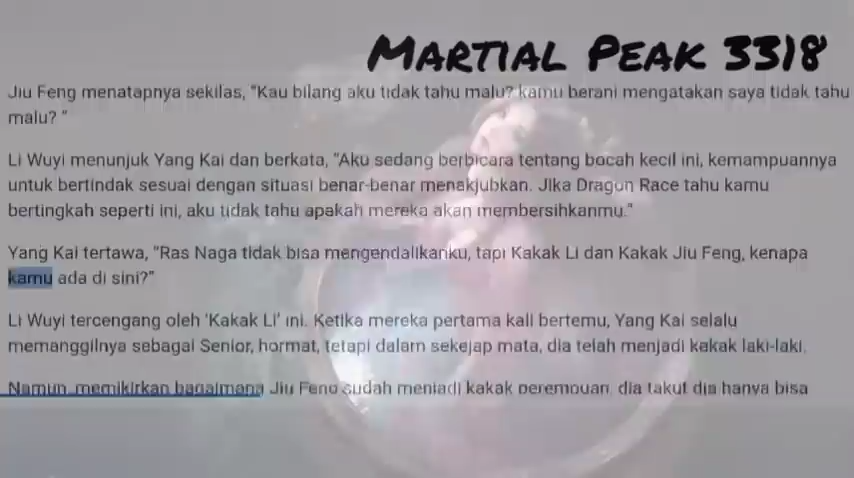 MARTIAL PEAK 3318
Jiu Feng menatapnya sekilas, "Kau bilang aku tidak tahu malu? kamu berani mengatakan saya tidak tahu
malu? "
Li Wuyi menunjuk Yang Kai dan berkata, "Aku sedang berbicara tentang bocah kecil ini, kemampuannya
untuk bertindak sesuai dengan situasi benar-benar menakjubkan. Jika Dragon Race tahu kamu
bertingkah seperti ini, aku tidak tahu apakah mereka akan membersihkanmu."
Yang Kai tertawa, "Ras Naga tidak bisa mengendalikanku, tapi Kakak Li dan Kakak Jiu Feng, kenapa
kamu ada di sini?"
Li Wuyi tercengang oleh 'Kakak Li' ini. Ketika mereka pertama kali bertemu, Yang Kai selalu
memanggilnya sebagai Senior, hormat, tetapi dalam sekejap mata, dia telah menjadi kakak laki-laki.
Namun, memikirkan bagaimana Jiu Feng sudah menjadi kakak perempuan, dia takut dia hanya bisa